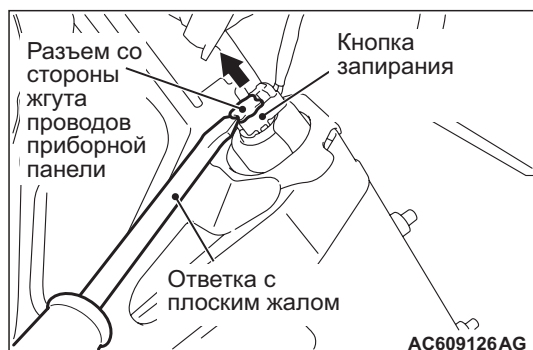 Разъем со
стороны
жгута
проводов
приборной
панели
Кнопка
запирания
Ответка с
плоским жалом
AC609126AG